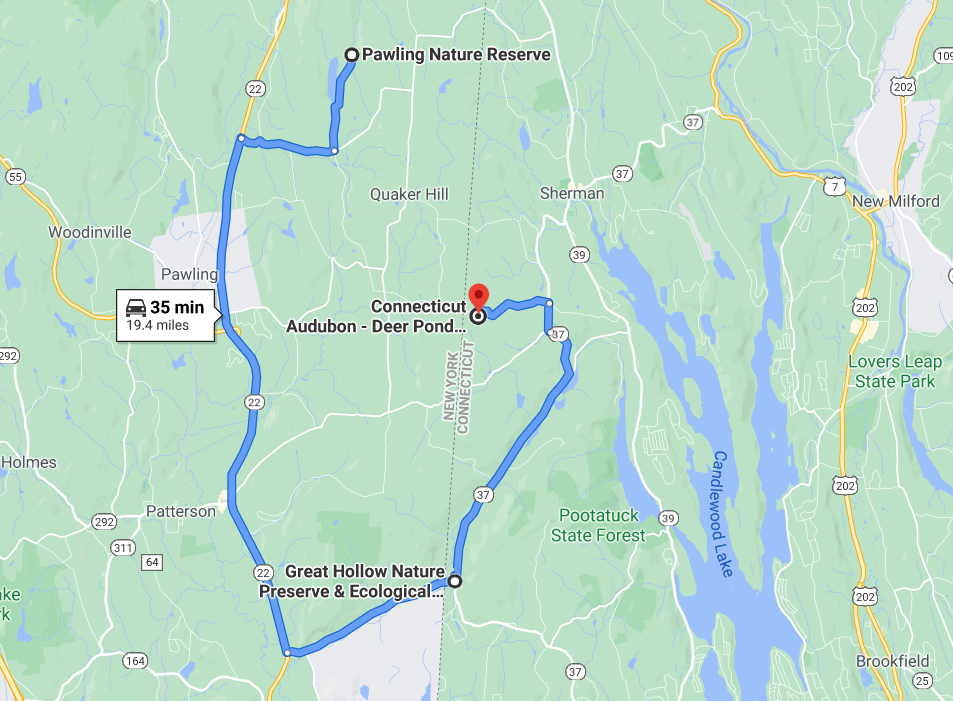 Pawling Nature Reserve
22
109
202
37
55
37
7
Quaker Hill
Sherman
New Milford
Woodinville
39
Pawling
35 min
19.4 miles
Connecticut
Audubon - Deer Pond...
202
37
292
NEW YORK
CONNECTICUT
Lovers Leap
State Park
22
Holmes
Candlewood Lake
202
37
Patterson
292
Pootatuck
State Forest
39
311
64
22
Great Hollow Nature
Preserve & Ecological...
202
ke
rk
164
37
Brookfield
25